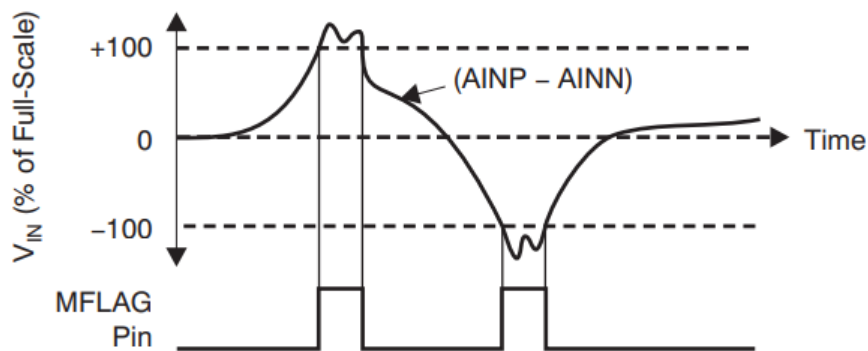 +100
(AINP − AINN)
0
Time
−100
V_IN (% of Full-Scale)
MFLAG
Pin